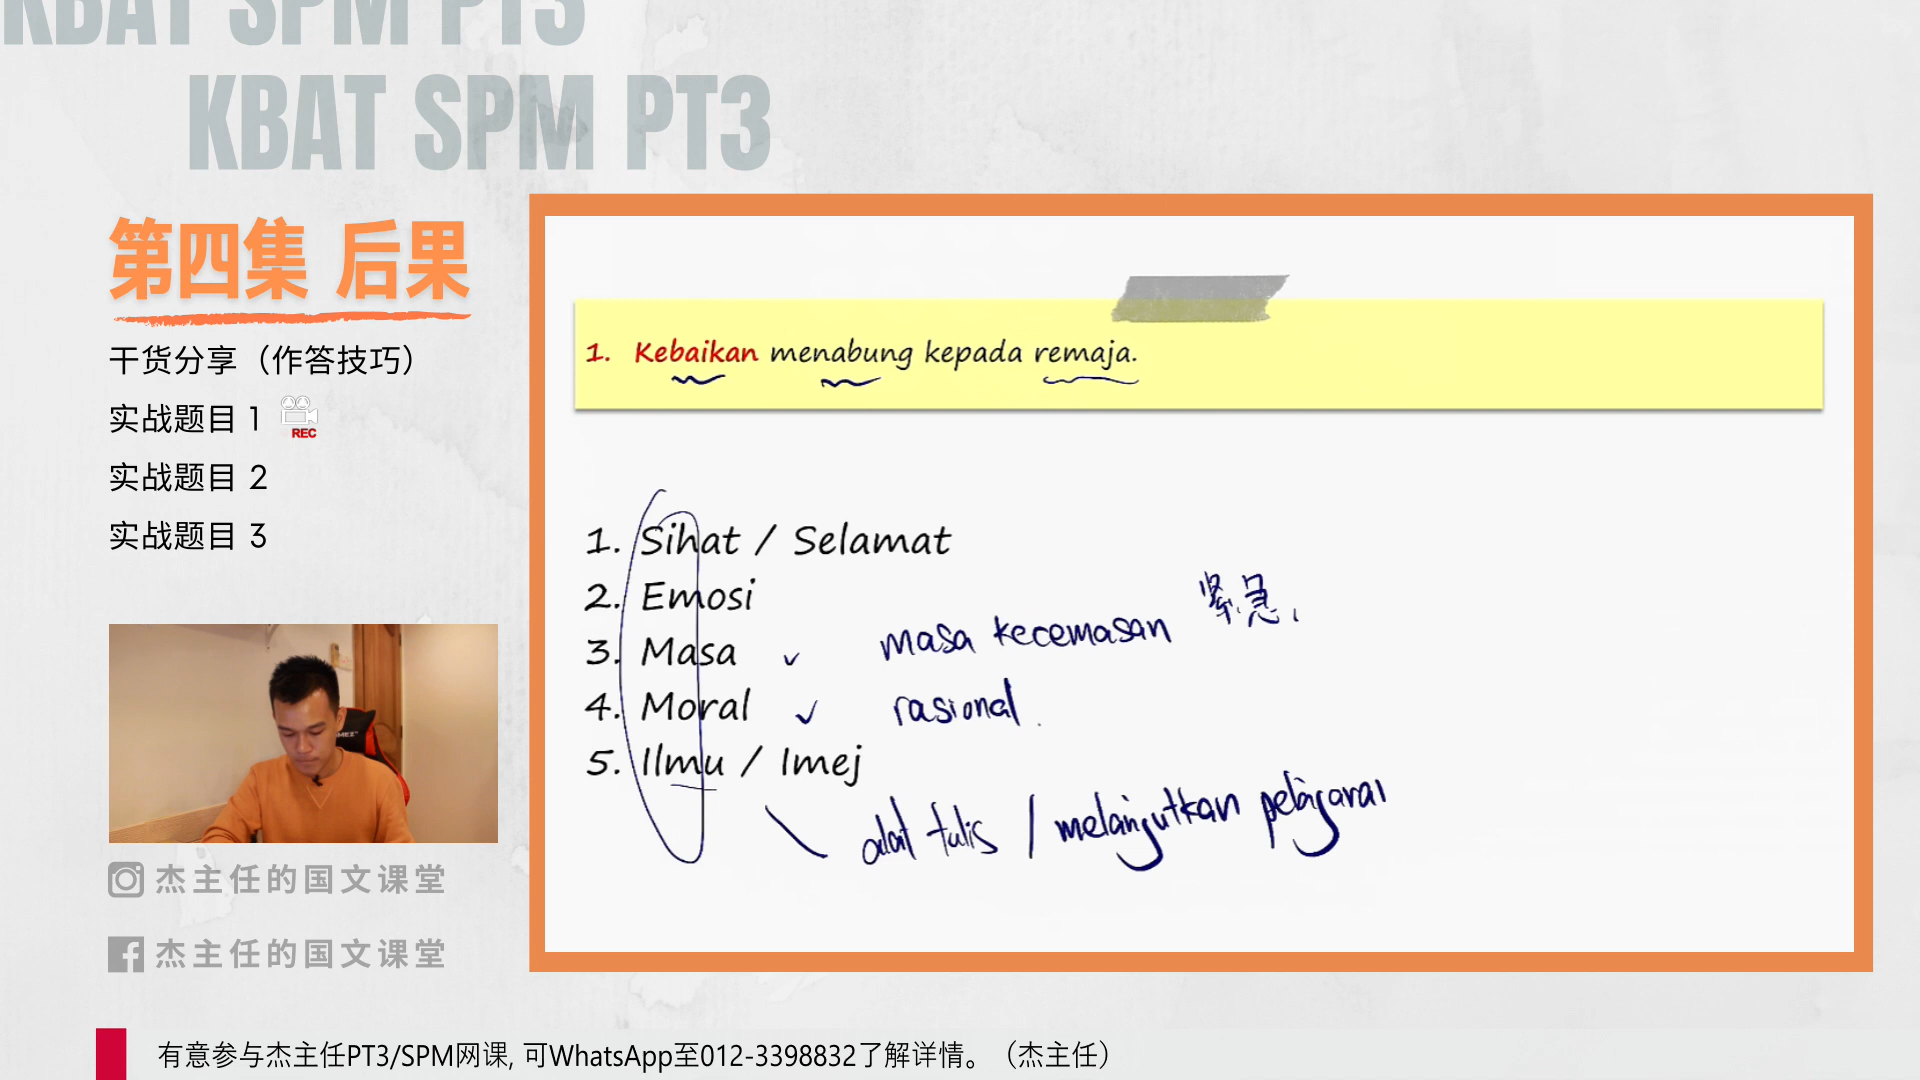 KBAT SPM PT3
KBAT SPM PT3
第四集 后果
干货分享（作答技巧）
实战题目 1
REC
实战题目 2
实战题目 3
杰主任的国文课堂
杰主任的国文课堂
1. Kebaikan menabung kepada remaja.
1. Sihat / Selamat
2. Emosi
3. Masa ✓ masa kecemasan 紧急.
4. Moral ✓ rasional.
5. Ilmu / Imej
alat tulis / melanjutkan pelajaran
有意参与杰主任PT3/SPM网课, 可WhatsApp至012-3398832了解详情。（杰主任）